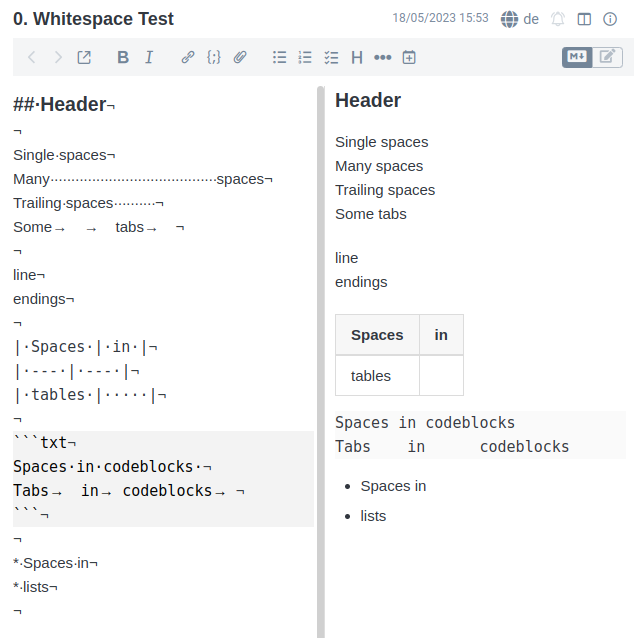 0. Whitespace Test
18/05/2023 15:53
de
B I {;} H ••• M
##·Header¬
¬
Single·spaces¬
Many········································spaces¬
Trailing·spaces··········¬
Some→ → tabs→ ¬
¬
line¬
endings¬
¬
|·Spaces·|·in·|¬
|·---·|·---·|¬
|·tables·|·····|¬
¬
```txt¬
Spaces·in·codeblocks·¬
Tabs→ in→ codeblocks→ ¬
```¬
¬
*·Spaces·in¬
*·lists¬
¬
Header
Single spaces
Many spaces
Trailing spaces
Some tabs
line
endings
Spaces in
tables
Spaces in codeblocks
Tabs in codeblocks
• Spaces in
• lists